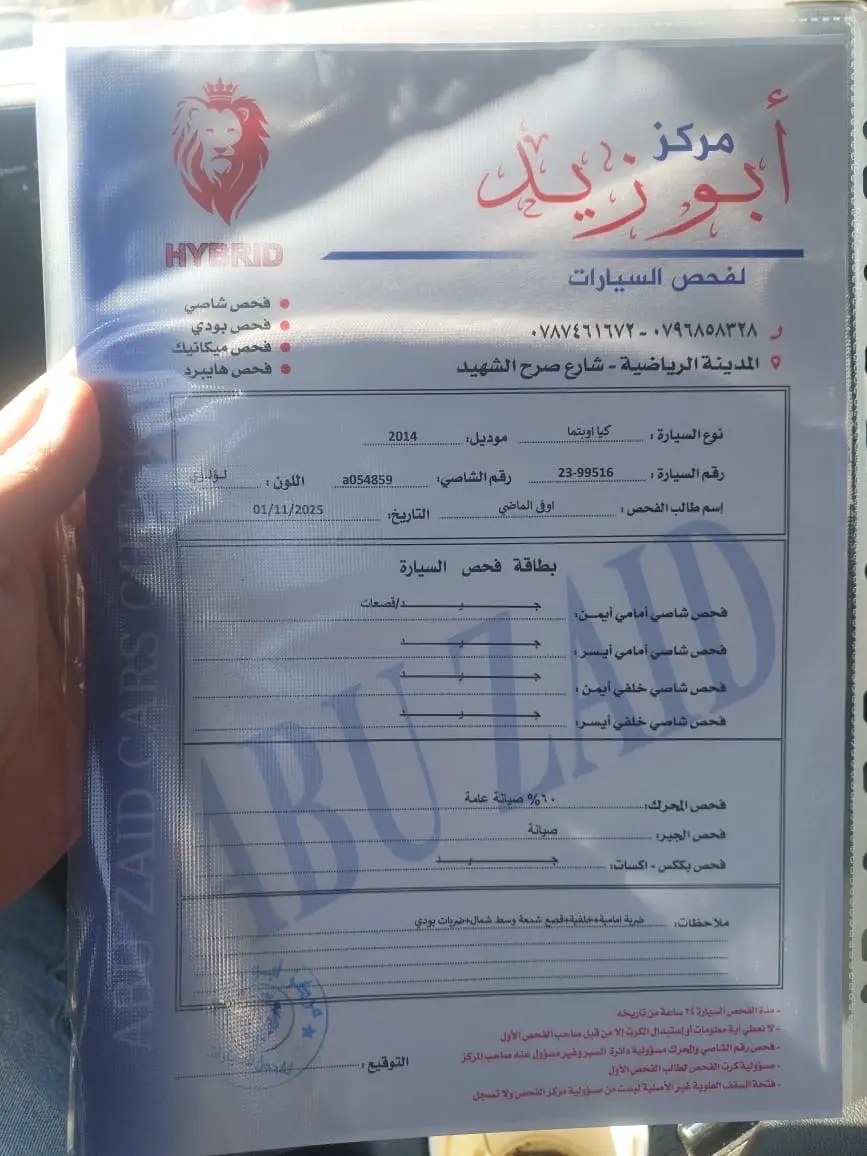 مركز
أبو زيد
لفحص السيارات
HYBRID
٠٧٨٧٤٦١٦٧٢ - ٠٧٩٦٨٥٨٣٢٨
المدينة الرياضية - شارع صرح الشهيد
فحص شاصي
فحص بودي
فحص ميكانيك
فحص هايبرد
نوع السيارة : كيا اوبتما موديل: 2014
رقم السيارة : 23-99516 رقم الشاصي: a054859 اللون : لؤلؤي
إسم طالب الفحص : اوفى الماضي التاريخ: 01/11/2025
بطاقة فحص السيارة
فحص شاصي أمامي أيمن: جـــيـــد/قصعات
فحص شاصي أمامي أيسر: جـــيـــد
فحص شاصي خلفي أيمن: جـــيـــد
فحص شاصي خلفي أيسر: جـــيـــد
فحص المحرك: ٦٠% صيانة عامة
فحص الجير: صيانة
فحص بككس - اكسات: جـــيـــد
ملاحظات: ضربة امامية+خلفية+قصع شمعة وسط شمال+ضربات بودي
التوقيع :
- مدة الفحص السيارة ٢٤ ساعة من تاريخه
- لا نعطي أية معلومات أو إستبدال الكرت إلا من قبل صاحب الفحص الأول
- فحص رقم الشاصي والمحرك مسؤولية دائرة السير وغير مسؤول عنه صاحب المركز
- مسؤولية كرت الفحص لطالب الفحص الأول
- فتحة السقف العلوية غير الأصلية ليست من مسؤولية مركز الفحص ولا تسجل
ABU ZAID CARS CHECK
ABU ZAID